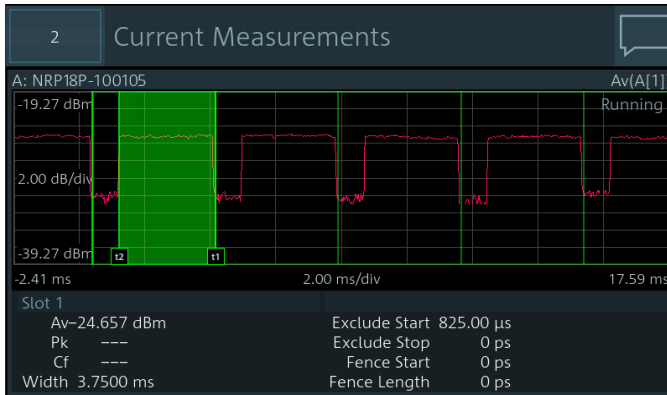 2 Current Measurements
A: NRP18P-100105 Av(A[1]
-19.27 dBm Running
2.00 dB/div
-39.27 dBm t2 t1
-2.41 ms 2.00 ms/div 17.59 ms
Slot 1
Av-24.657 dBm Exclude Start 825.00 µs
Pk --- Exclude Stop 0 ps
Cf --- Fence Start 0 ps
Width 3.7500 ms Fence Length 0 ps